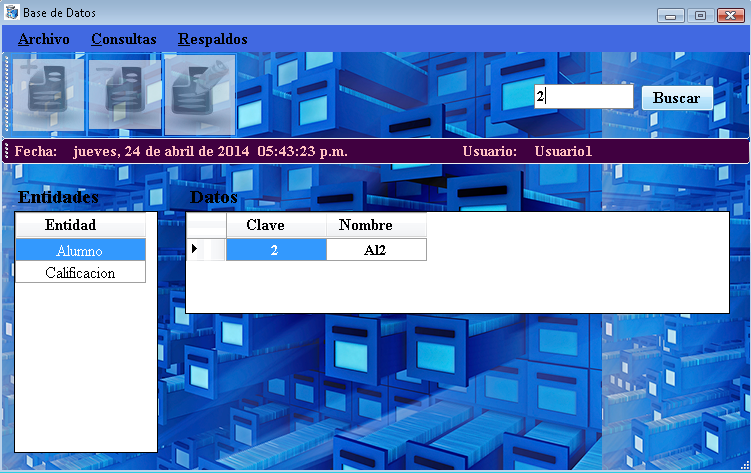 Base de Datos
Archivo Consultas Respaldos
2 Buscar
Fecha: jueves, 24 de abril de 2014 05:43:23 p.m. Usuario: Usuario1
Entidades Datos
Entidad Clave Nombre
Alumno 2 Al2
Calificacion